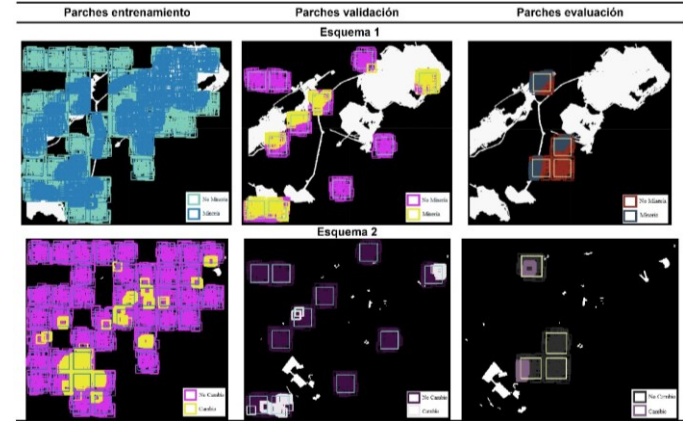 Parches entrenamiento Parches validación Parches evaluación
Esquema 1
No Minería No Minería No Minería
Minería Minería Minería
Esquema 2
No Cambio No Cambio No Cambio
Cambio Cambio Cambio